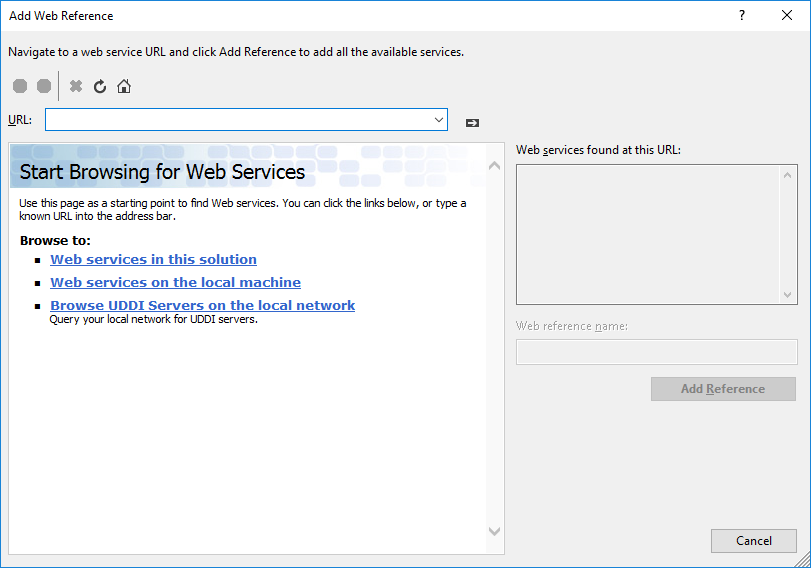 Add Web Reference
?
Navigate to a web service URL and click Add Reference to add all the available services.
URL:
Start Browsing for Web Services
Use this page as a starting point to find Web services. You can click the links below, or type a
known URL into the address bar.
Browse to:
Web services in this solution
Web services on the local machine
Browse UDDI Servers on the local network
Query your local network for UDDI servers.
Web services found at this URL:
Web reference name:
Add Reference
Cancel